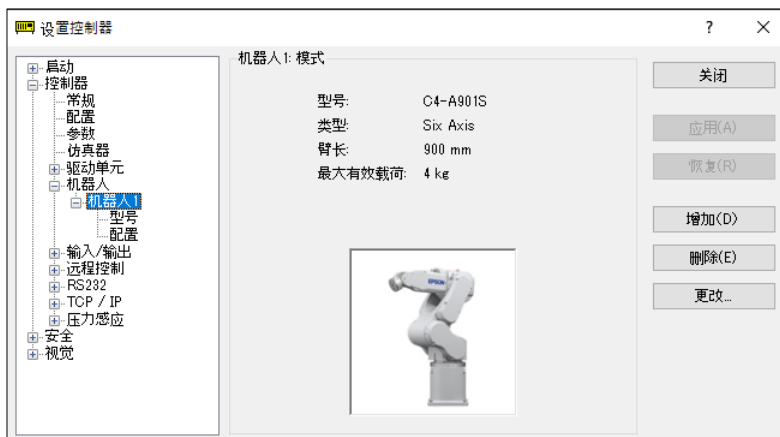 设置控制器
启动
控制器
常规
配置
参数
仿真器
驱动单元
机器人
机器人1
型号
配置
输入/输出
远程控制
RS232
TCP / IP
压力感应
安全
视觉
机器人1: 模式
型号: C4-A901S
类型: Six Axis
臂长: 900 mm
最大有效载荷: 4 kg
EPSON
关闭
应用(A)
恢复(R)
增加(D)
删除(E)
更改...